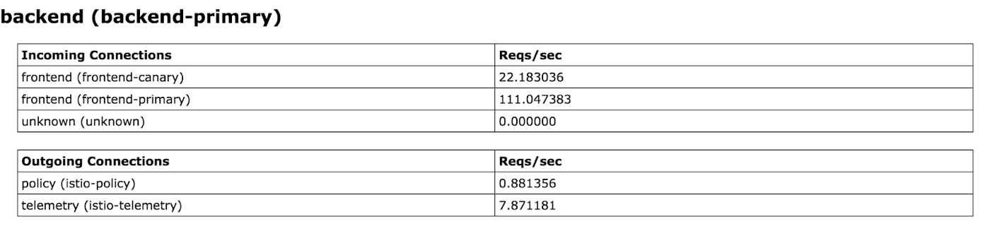 backend (backend-primary)
Incoming Connections Reqs/sec
frontend (frontend-canary) 22.183036
frontend (frontend-primary) 111.047383
unknown (unknown) 0.000000
Outgoing Connections Reqs/sec
policy (istio-policy) 0.881356
telemetry (istio-telemetry) 7.871181